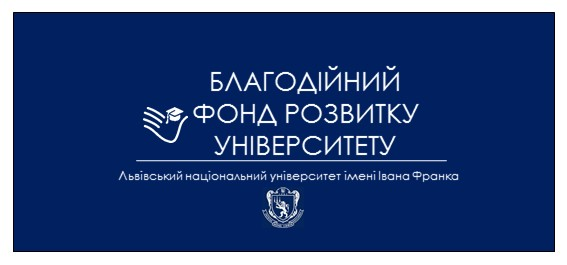 БЛАГОДІЙНИЙ
ФОНД РОЗВИТКУ
УНІВЕРСИТЕТУ
Львівський національний університет імені Івана Франка